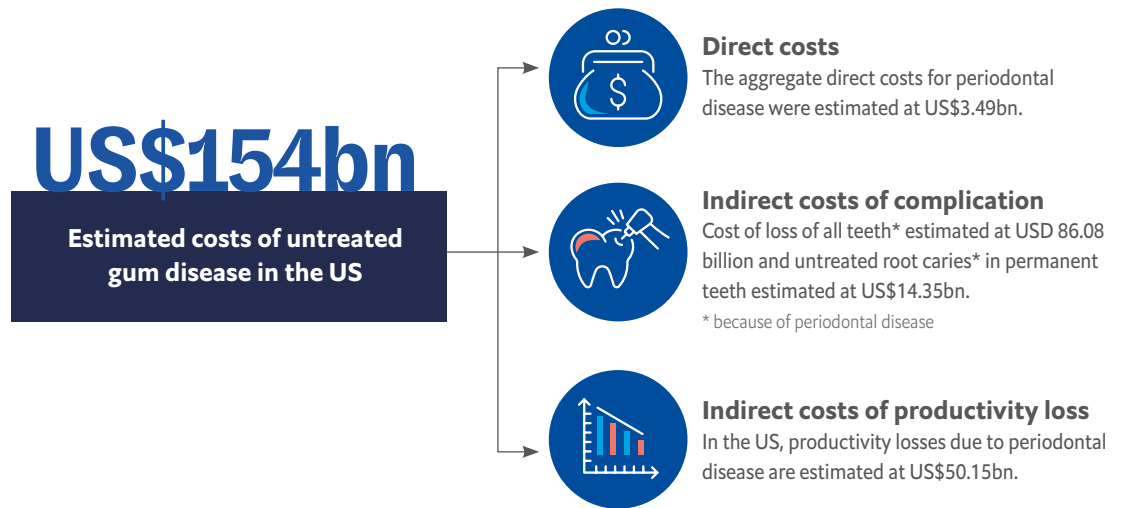 US$154bn
Estimated costs of untreated
gum disease in the US
Direct costs
The aggregate direct costs for periodontal
disease were estimated at US$3.49bn.
$
Indirect costs of complication
Cost of loss of all teeth* estimated at USD 86.08
billion and untreated root caries* in permanent
teeth estimated at US$14.35bn.
* because of periodontal disease
Indirect costs of productivity loss
In the US, productivity losses due to periodontal
disease are estimated at US$50.15bn.